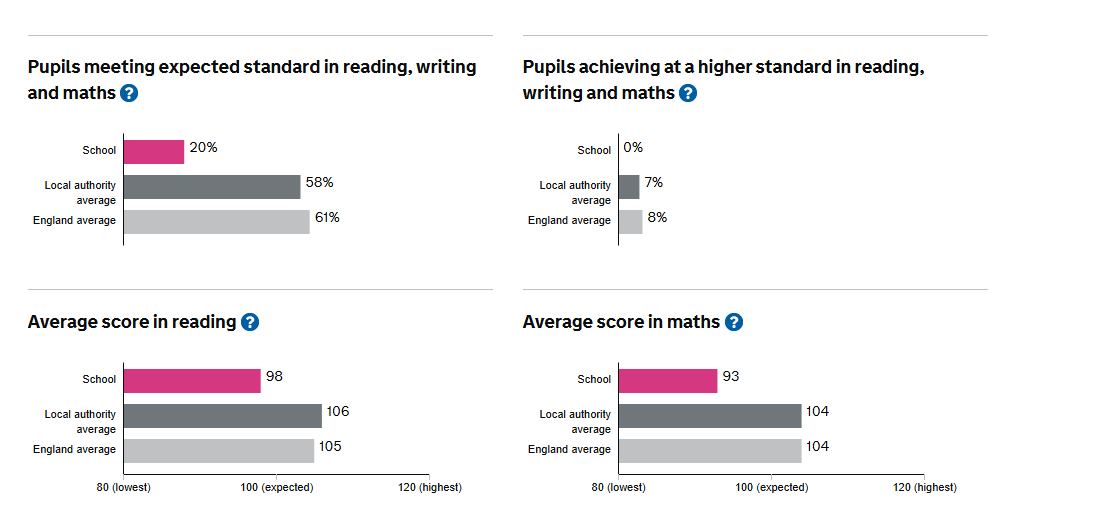 Pupils meeting expected standard in reading, writing
and maths ?
School 20%
Local authority 58%
average
England average 61%
Pupils achieving at a higher standard in reading,
writing and maths ?
School 0%
Local authority 7%
average
England average 8%
Average score in reading ?
School 98
Local authority 106
average
England average 105
80 (lowest) 100 (expected) 120 (highest)
Average score in maths ?
School 93
Local authority 104
average
England average 104
80 (lowest) 100 (expected) 120 (highest)